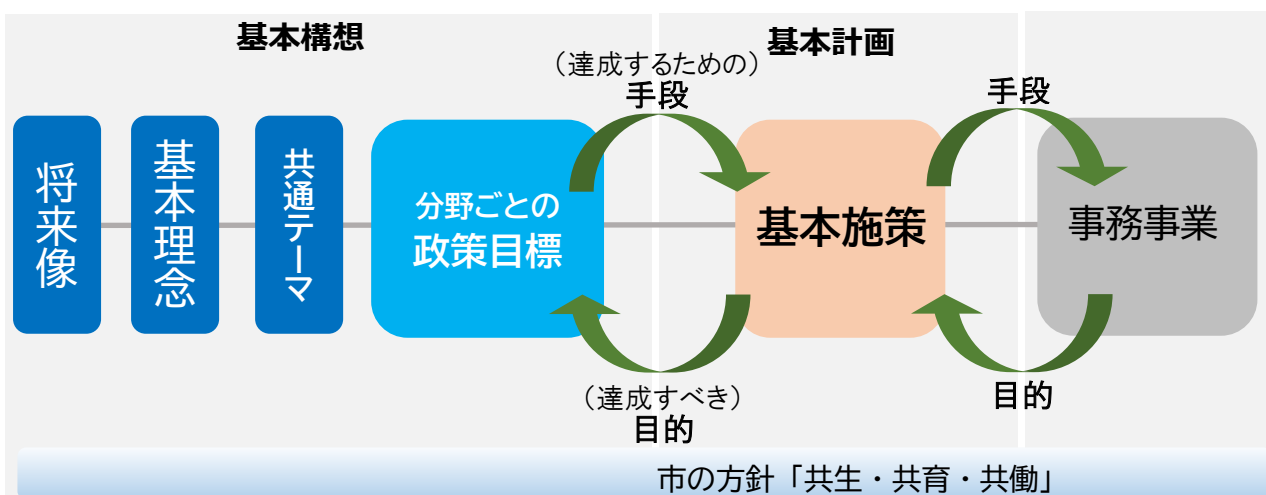 基本構想
基本計画
（達成するための）
手段
手段
将来像
基本理念
共通テーマ
分野ごとの
政策目標
基本施策
事務事業
（達成すべき）
目的
目的
市の方針「共生・共育・共働」